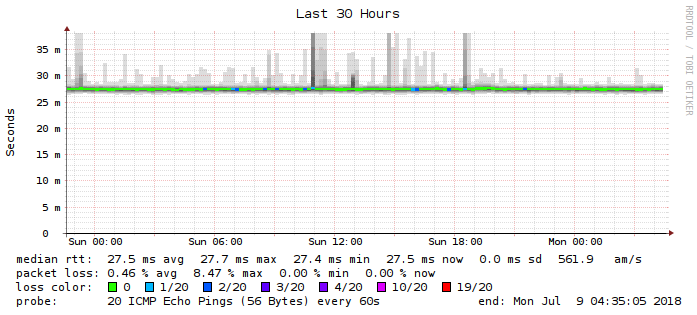 Last 30 Hours
RRDTOOL / TOBI OETIKER
Seconds
35 m
30 m
25 m
20 m
15 m
10 m
5 m
0
Sun 00:00 Sun 06:00 Sun 12:00 Sun 18:00 Mon 00:00
median rtt: 27.5 ms avg 27.7 ms max 27.4 ms min 27.5 ms now 0.0 ms sd 561.9 am/s
packet loss: 0.46 % avg 8.47 % max 0.00 % min 0.00 % now
loss color: 0 1/20 2/20 3/20 4/20 10/20 19/20
probe: 20 ICMP Echo Pings (56 Bytes) every 60s end: Mon Jul 9 04:35:05 2018